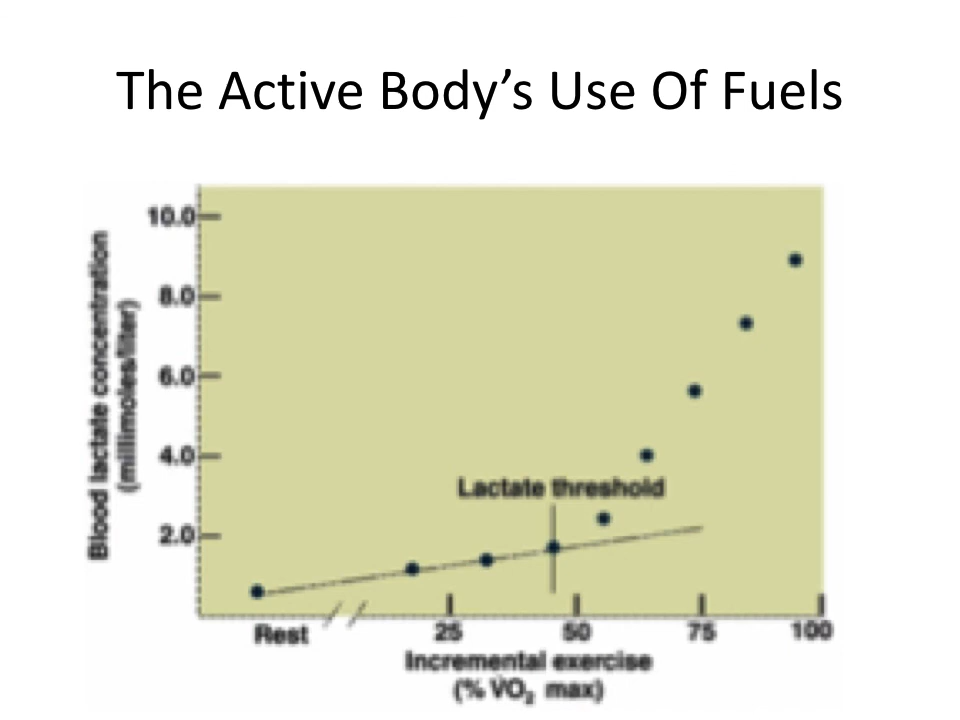 The Active Body’s Use Of Fuels
10.0
8.0
6.0
4.0
2.0
Blood lactate concentration
(millimoles/liter)
Lactate threshold
Rest 25 50 75 100
Incremental exercise
(% V̇O₂ max)